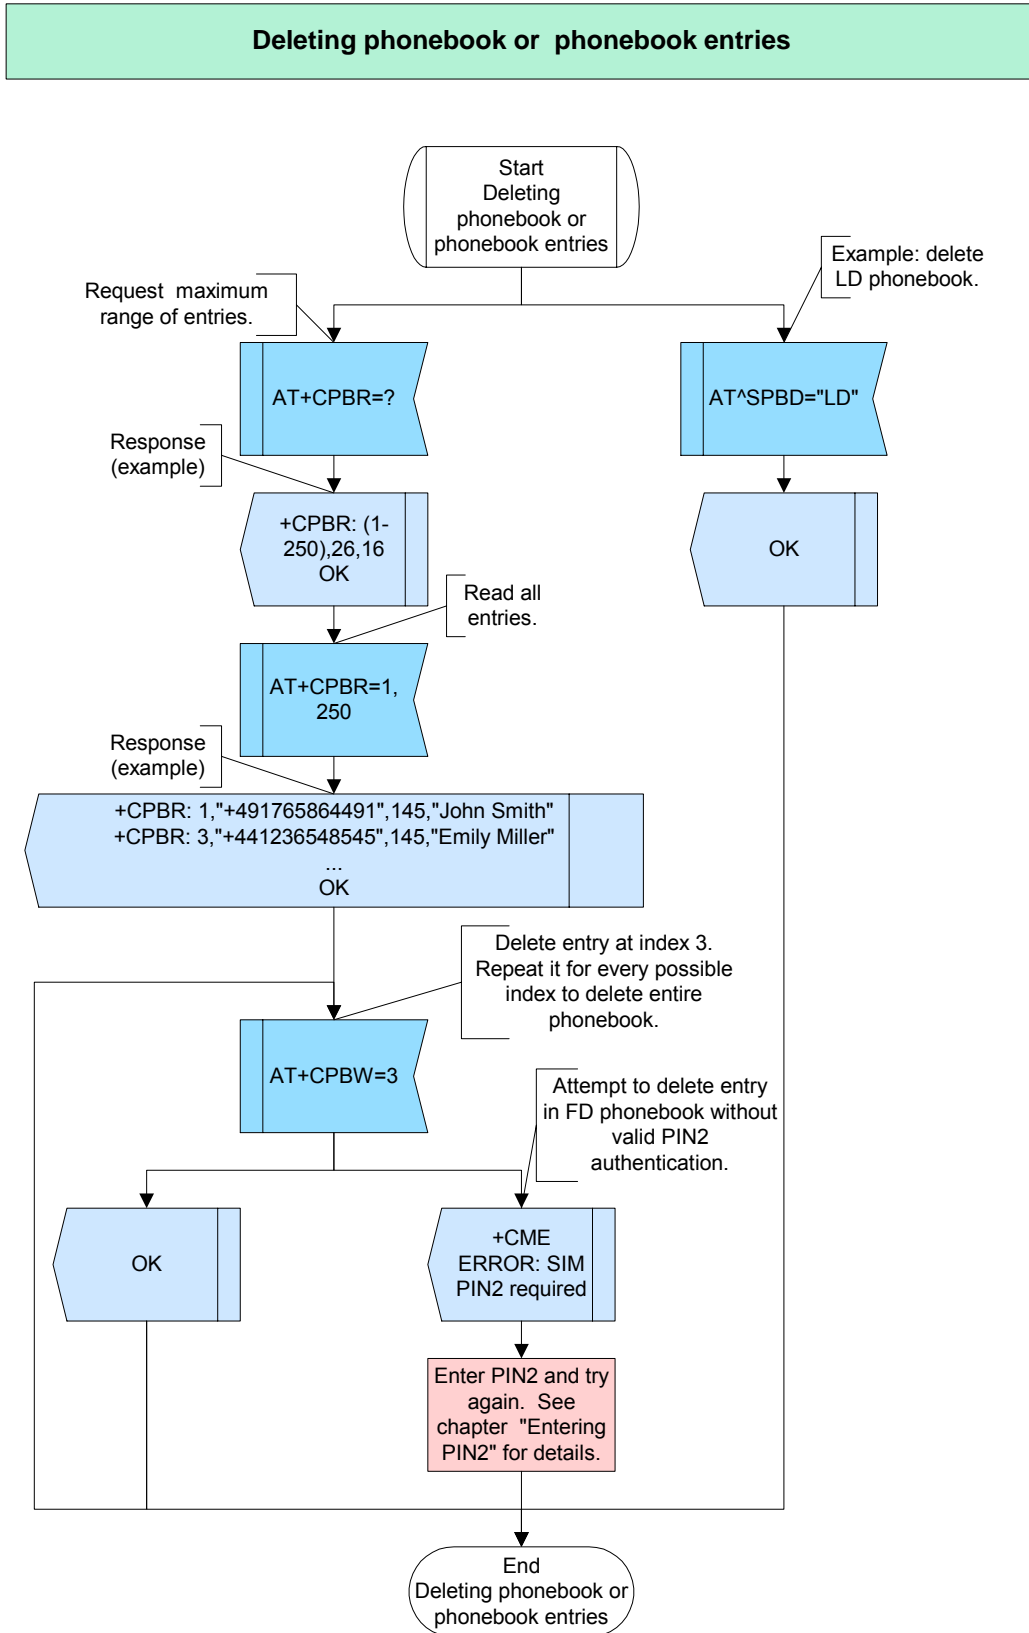 Deleting phonebook or  phonebook entries
Start
Deleting
phonebook or
phonebook entries
Example: delete
LD phonebook.
Request  maximum
range of entries.
AT+CPBR=?
AT^SPBD="LD"
Response
(example)
+CPBR: (1-
250),26,16
OK
OK
Read all
entries.
AT+CPBR=1,
250
Response
(example)
+CPBR: 1,"+491765864491",145,"John Smith"
+CPBR: 3,"+441236548545",145,"Emily Miller"
...
OK
Delete entry at index 3.
Repeat it for every possible
index to delete entire
phonebook.
AT+CPBW=3
Attempt to delete entry
in FD phonebook without
valid PIN2
authentication.
OK
+CME
ERROR: SIM
PIN2 required
Enter PIN2 and try
again.  See
chapter  "Entering
PIN2" for details.
End
Deleting phonebook or
phonebook entries